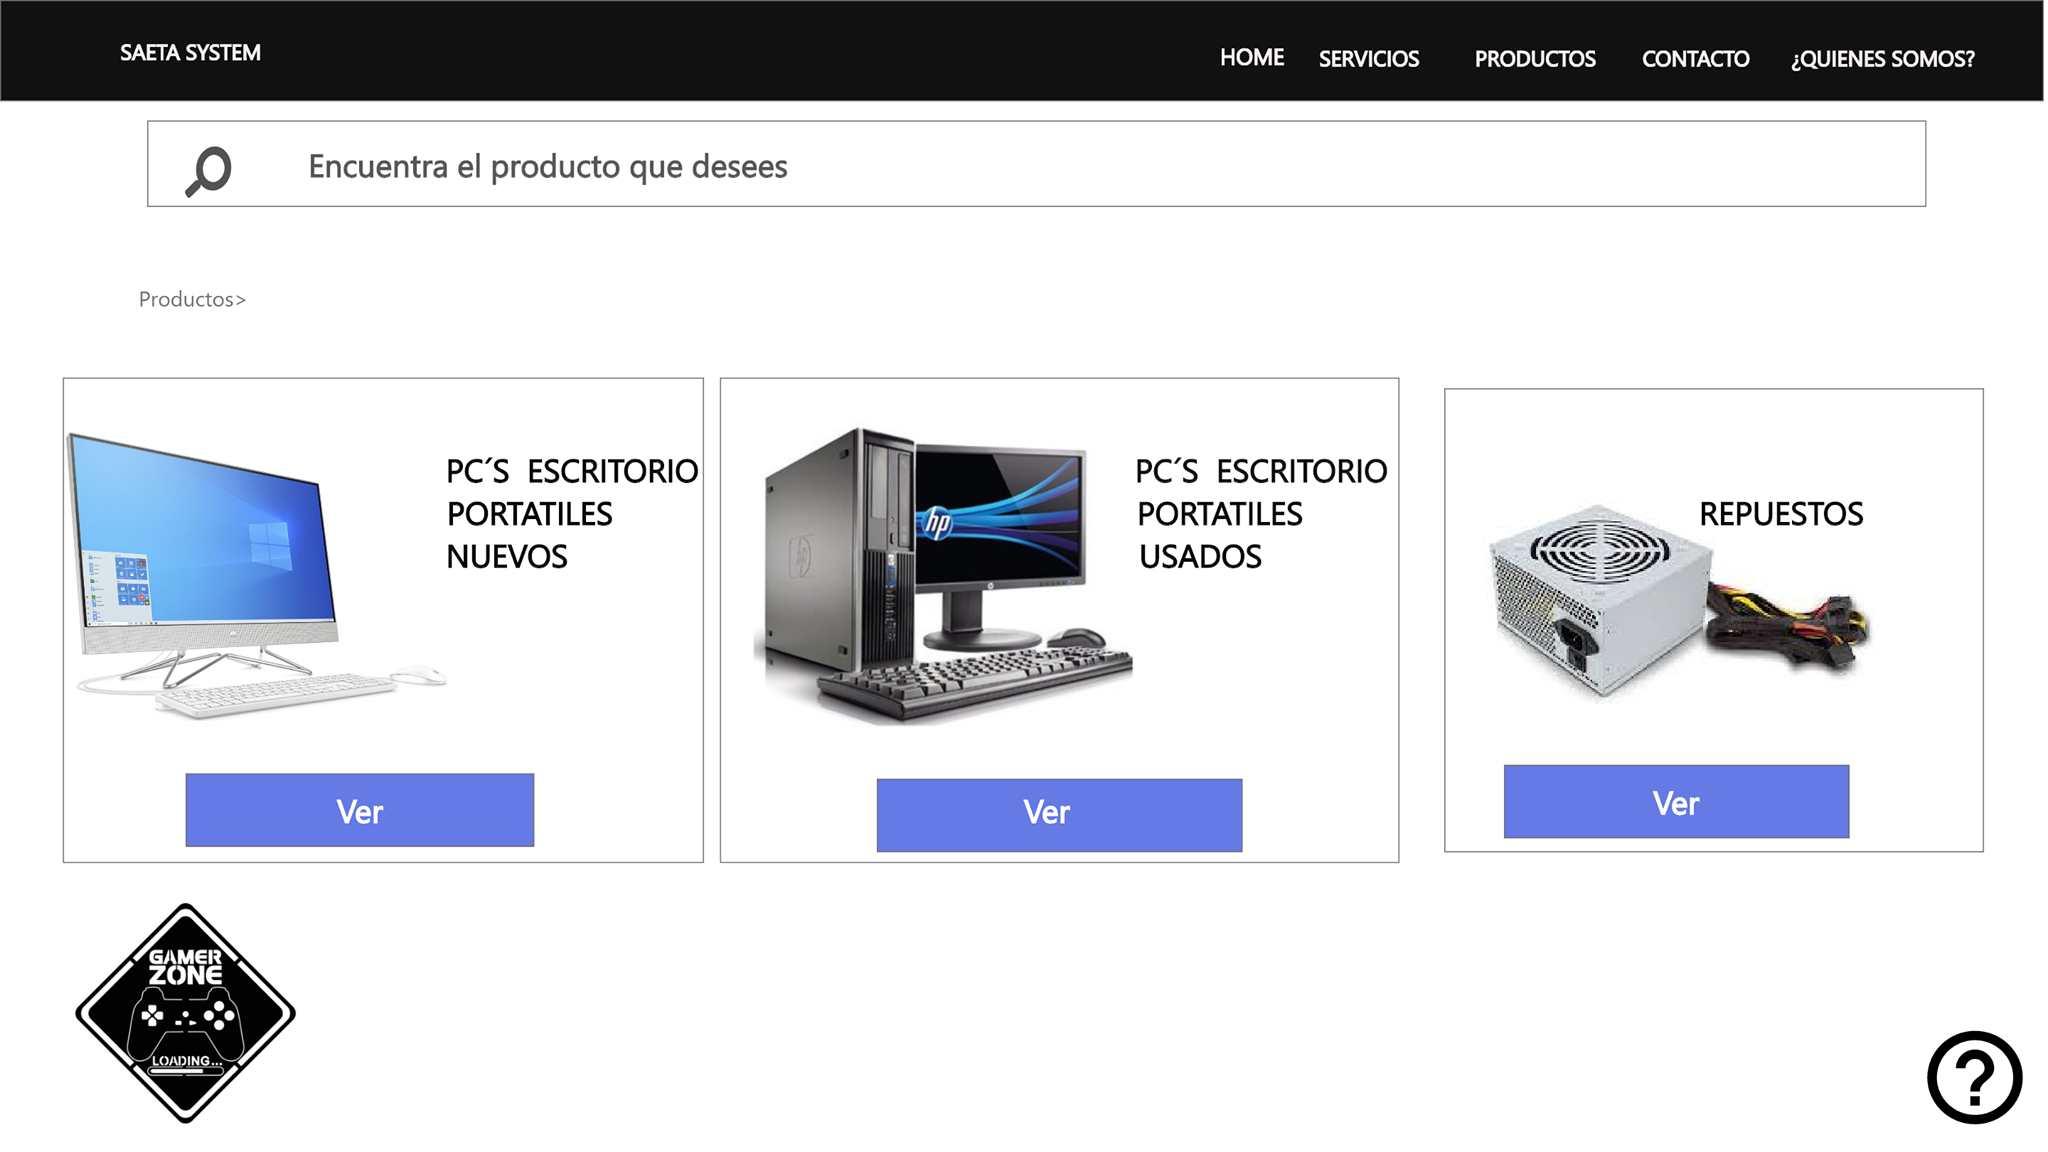 SAETA SYSTEM
HOME SERVICIOS PRODUCTOS CONTACTO ¿QUIENES SOMOS?
Encuentra el producto que desees
Productos>
PC´S ESCRITORIO
PORTATILES
NUEVOS
Ver
hp
PC´S ESCRITORIO
PORTATILES
USADOS
Ver
REPUESTOS
Ver
GAMER
ZONE
LOADING...
?